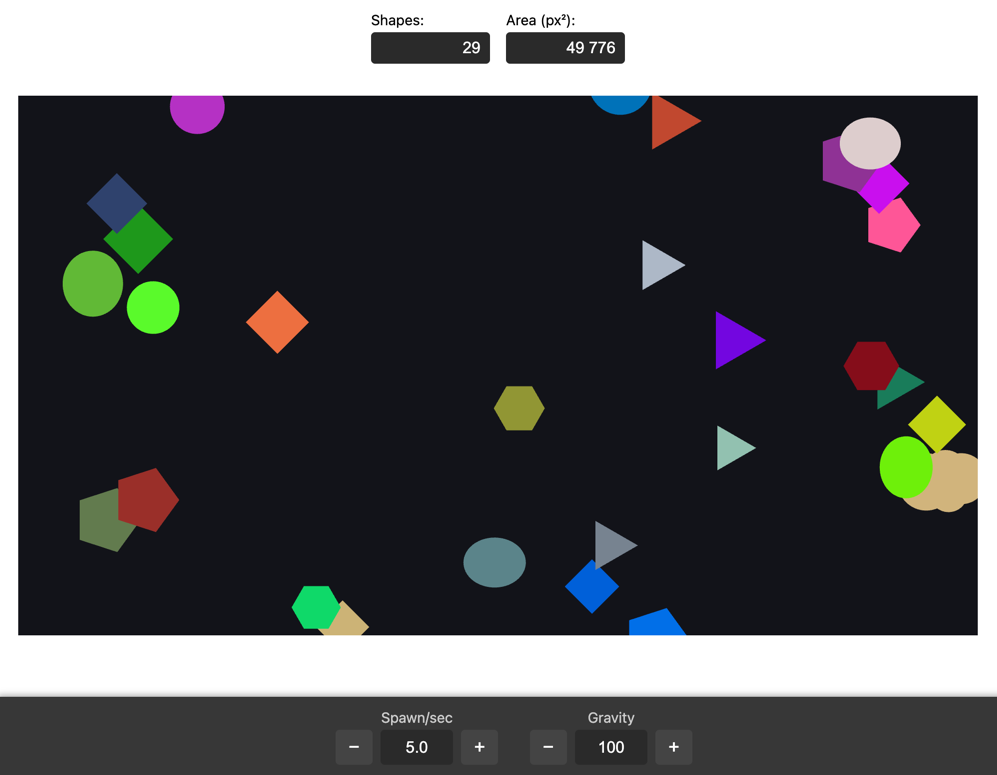 Shapes: Area (px²):
29 49 776
Spawn/sec Gravity
− 5.0 + − 100 +